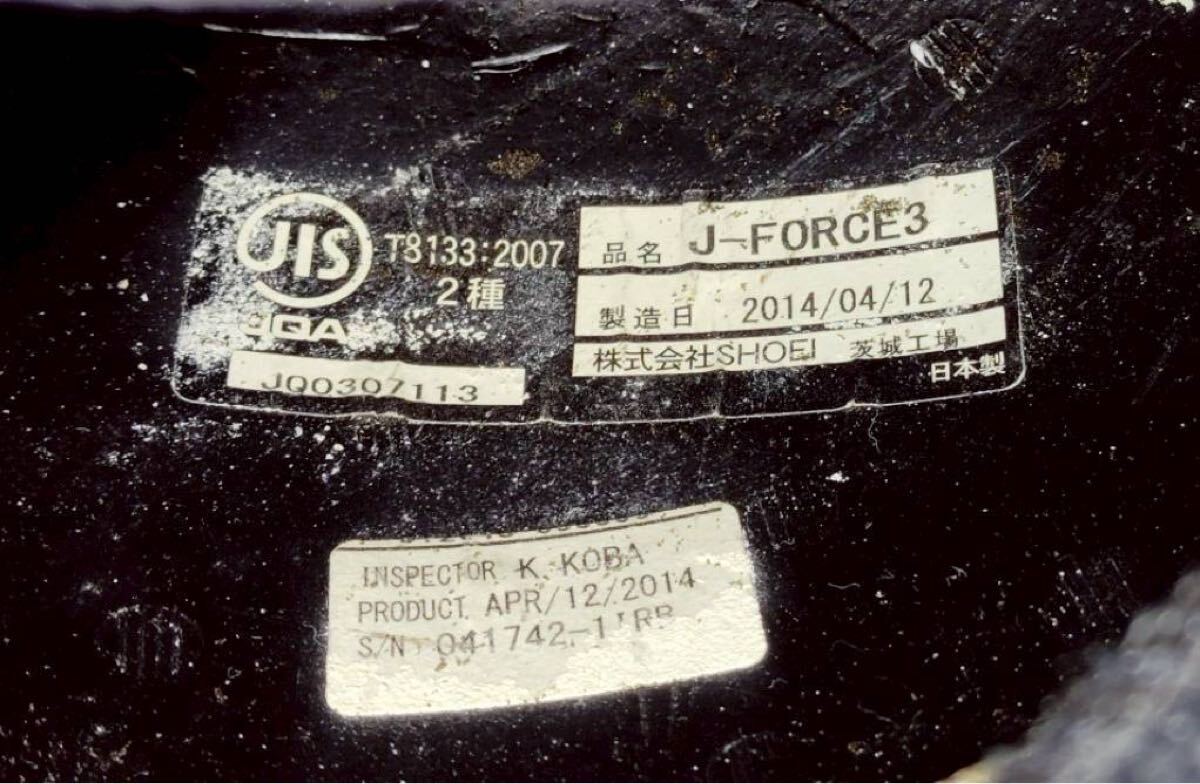 JIS
T8133:2007
2種
JQA
JQ0307113
品名 J-FORCE3
製造日 2014/04/12
株式会社SHOEI 茨城工場
日本製
INSPECTOR K. KOBA
PRODUCT. APR/12/2014
S/N